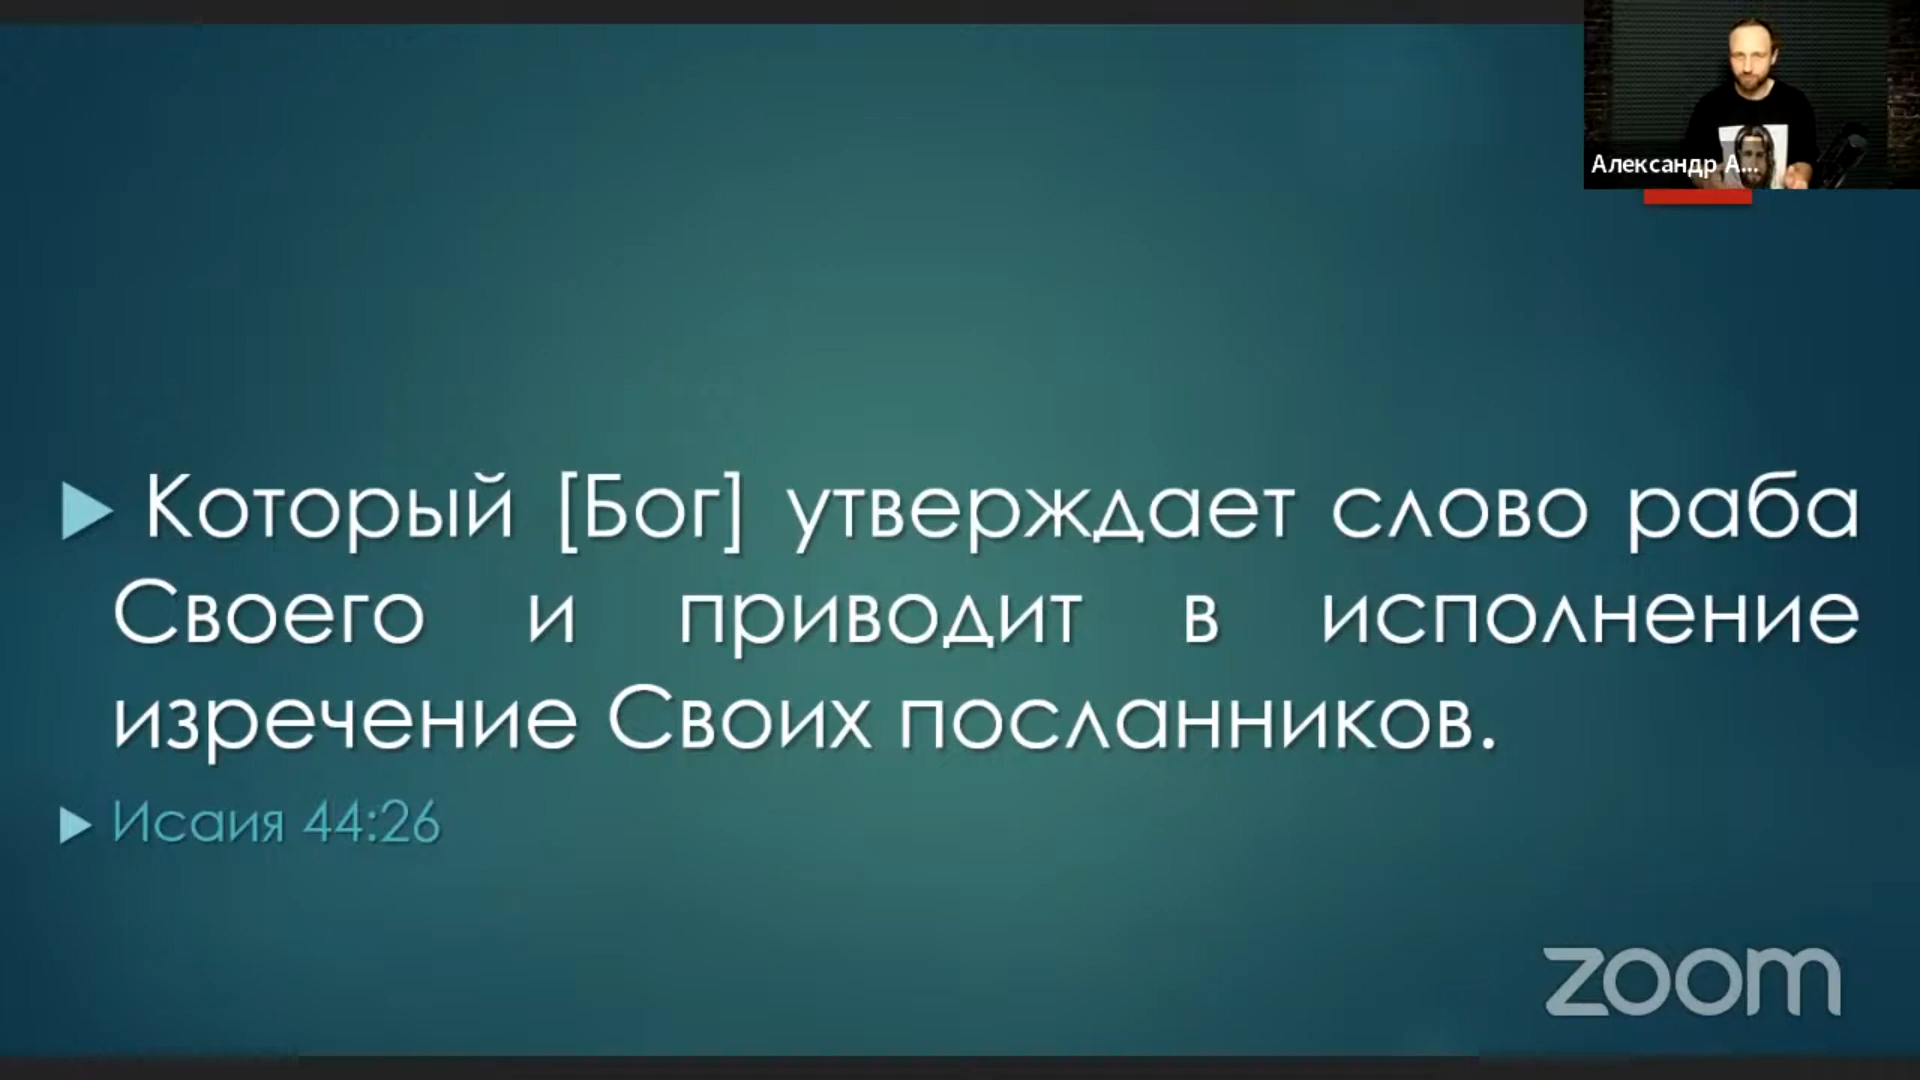 Александр А...
Который [Бог] утверждает слово раба
Своего и приводит в исполнение
изречение Своих посланников.
Исаия 44:26
zoom